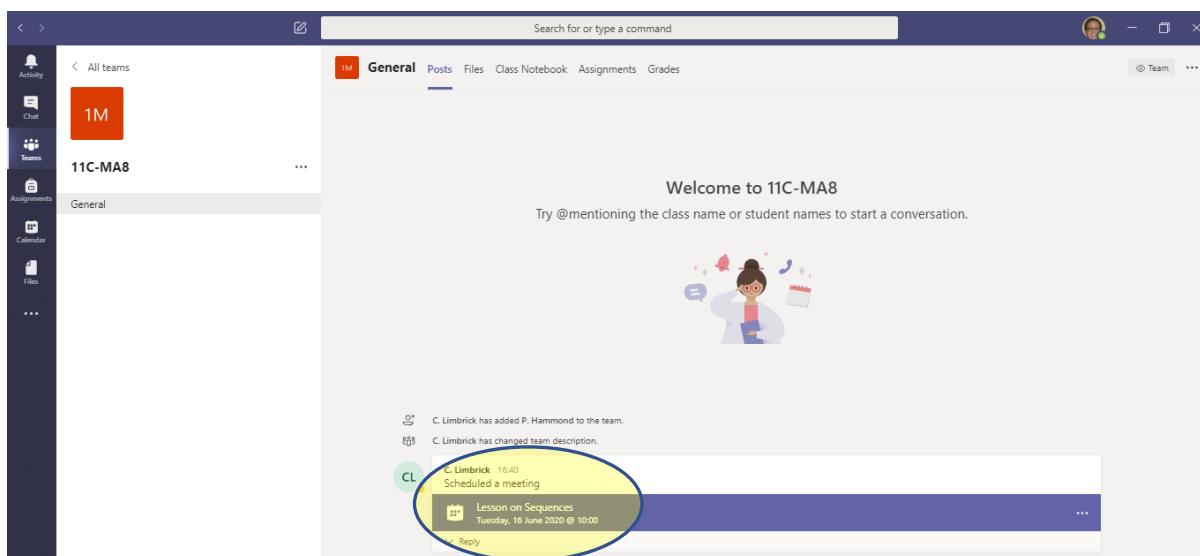 Search for or type a command
Activity
Chat
Teams
Assignments
Calendar
Files
All teams
1M
11C-MA8
General
1M General Posts Files Class Notebook Assignments Grades
Team
Welcome to 11C-MA8
Try @mentioning the class name or student names to start a conversation.
C. Limbrick has added P. Hammond to the team.
C. Limbrick has changed team description.
CL
C. Limbrick 16:40
Scheduled a meeting
Lesson on Sequences
Tuesday, 16 June 2020 @ 10:00
Reply